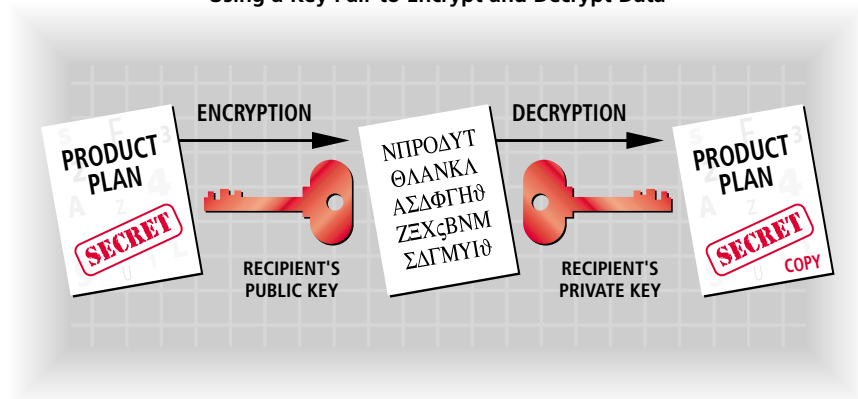 Using a Key Pair to Encrypt and Decrypt Data
ENCRYPTION
DECRYPTION
PRODUCT
PLAN
SECRET
ΝΠΡΟΔΥΤ
ΘΛΑΝΚΛ
ΑΣΔΦΓΗϑ
ΖΞΧςΒΝΜ
ΣΔΓΜΥΙϑ
PRODUCT
PLAN
SECRET
COPY
RECIPIENT'S
PUBLIC KEY
RECIPIENT'S
PRIVATE KEY